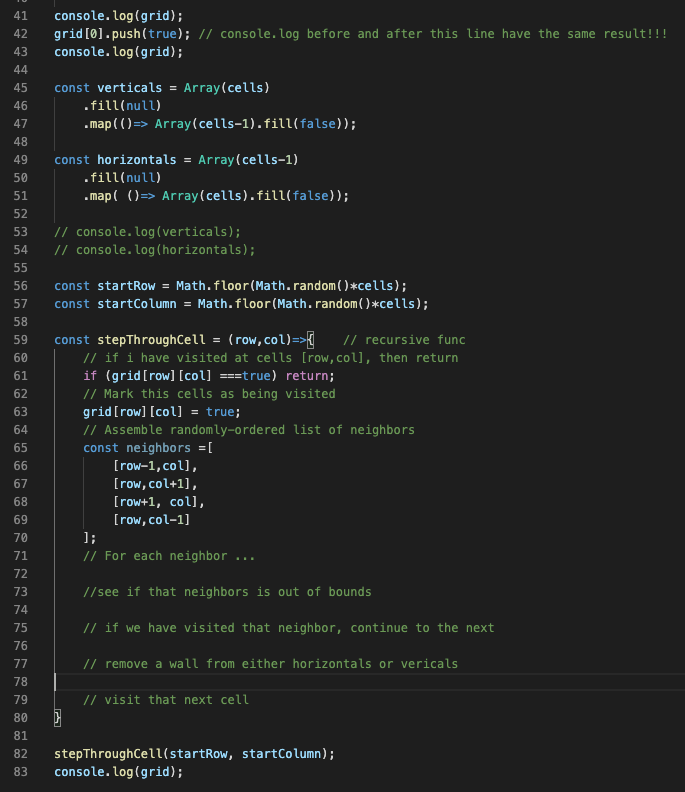 41 console.log(grid);
42 grid[0].push(true); // console.log before and after this line have the same result!!!
43 console.log(grid);
44
45 const verticals = Array(cells)
46     .fill(null)
47     .map(()=> Array(cells-1).fill(false));
48
49 const horizontals = Array(cells-1)
50     .fill(null)
51     .map( ()=> Array(cells).fill(false));
52
53 // console.log(verticals);
54 // console.log(horizontals);
55
56 const startRow = Math.floor(Math.random()*cells);
57 const startColumn = Math.floor(Math.random()*cells);
58
59 const stepThroughCell = (row,col)=>{    // recursive func
60     // if i have visited at cells [row,col], then return
61     if (grid[row][col] ===true) return;
62     // Mark this cells as being visited
63     grid[row][col] = true;
64     // Assemble randomly-ordered list of neighbors
65     const neighbors =[
66         [row-1,col],
67         [row,col+1],
68         [row+1, col],
69         [row,col-1]
70     ];
71     // For each neighbor ...
72
73     //see if that neighbors is out of bounds
74
75     // if we have visited that neighbor, continue to the next
76
77     // remove a wall from either horizontals or vericals
78
79     // visit that next cell
80 }
81
82 stepThroughCell(startRow, startColumn);
83 console.log(grid);